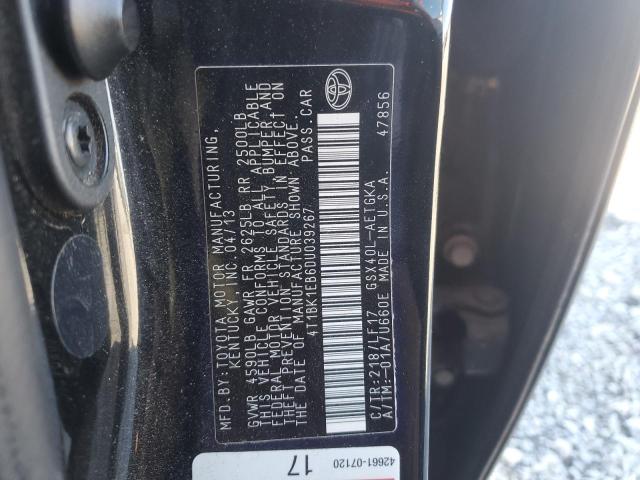 MFD.BY:TOYOTA MOTOR MANUFACTURING,
KENTUCKY, INC. 04/13
GVWR 4590LB GAWR FR 2625LB RR 2500LB
THIS VEHICLE CONFORMS TO ALL APPLICABLE
FEDERAL MOTOR VEHICLE SAFETY, BUMPER, AND
THEFT PREVENTION STANDARDS IN EFFECT ON
THE DATE OF MANUFACTURE SHOWN ABOVE.
4T1BK1EB6DU039267 PASS.CAR
C/TR:218/LF17 GSX40L-AETGKA
A/TM:-01A/U660E MADE IN U.S.A. 47856
42661-07120
17